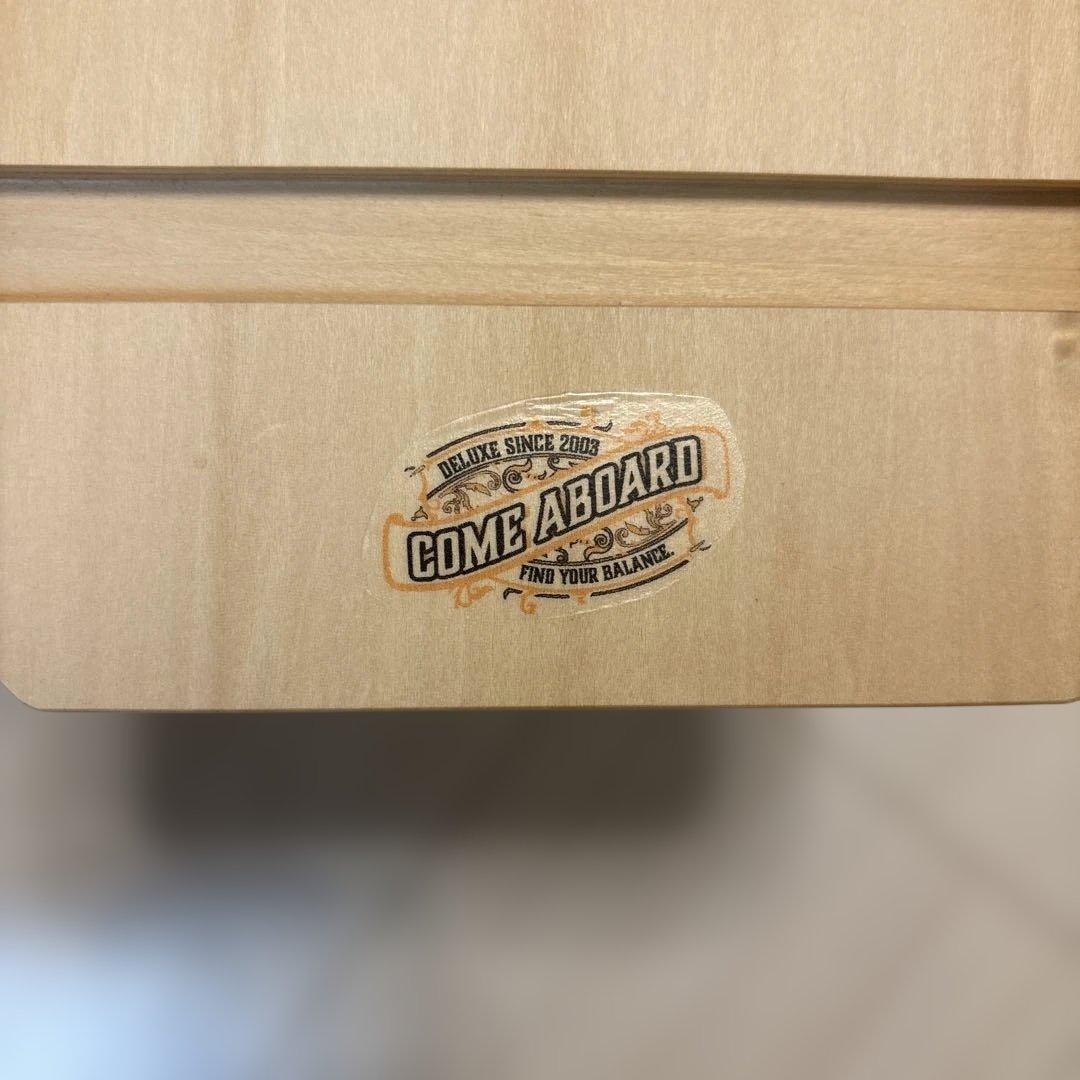 DELUXE SINCE 2003
COME ABOARD
FIND YOUR BALANCE.